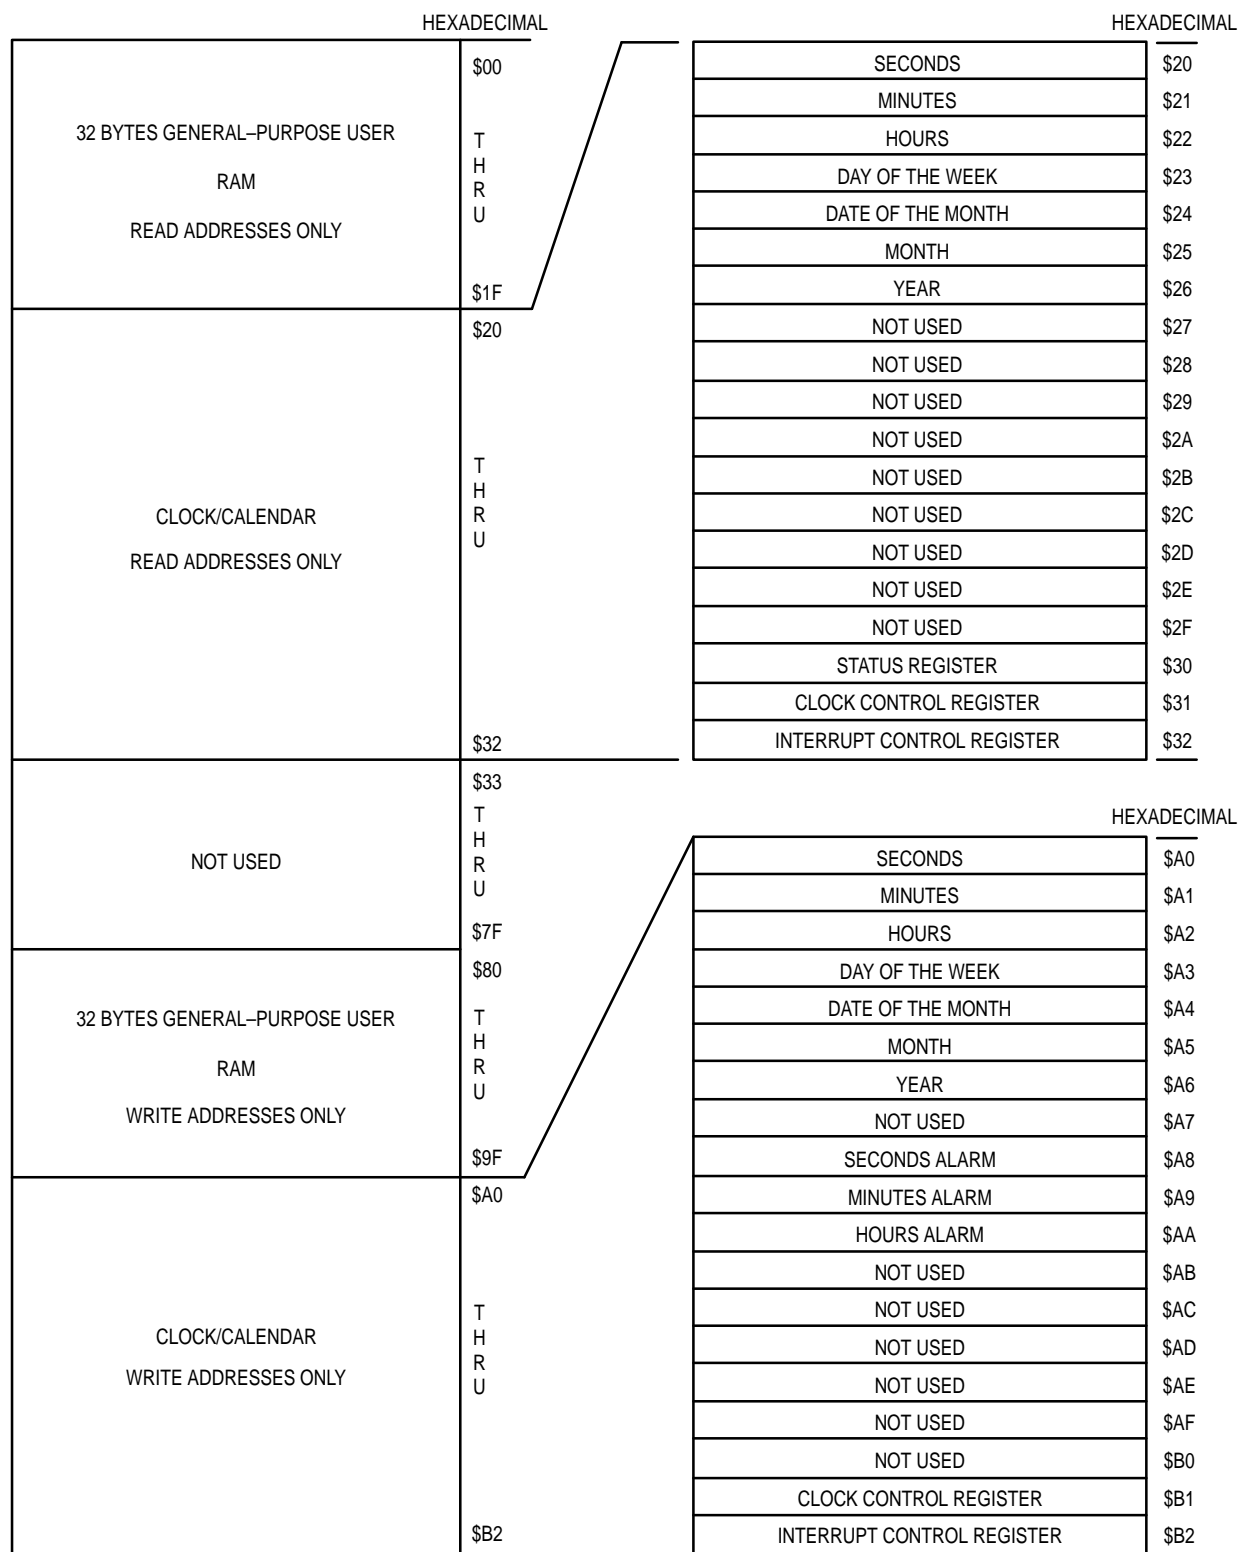 HEXADECIMAL
$00
32 BYTES GENERAL–PURPOSE USER
RAM
READ ADDRESSES ONLY
T
H
R
U
$1F
$20
CLOCK/CALENDAR
READ ADDRESSES ONLY
T
H
R
U
$32
$33
NOT USED
T
H
R
U
$7F
$80
32 BYTES GENERAL–PURPOSE USER
RAM
WRITE ADDRESSES ONLY
T
H
R
U
$9F
$A0
CLOCK/CALENDAR
WRITE ADDRESSES ONLY
T
H
R
U
$B2
HEXADECIMAL
SECONDS $20
MINUTES $21
HOURS $22
DAY OF THE WEEK $23
DATE OF THE MONTH $24
MONTH $25
YEAR $26
NOT USED $27
NOT USED $28
NOT USED $29
NOT USED $2A
NOT USED $2B
NOT USED $2C
NOT USED $2D
NOT USED $2E
NOT USED $2F
STATUS REGISTER $30
CLOCK CONTROL REGISTER $31
INTERRUPT CONTROL REGISTER $32
HEXADECIMAL
SECONDS $A0
MINUTES $A1
HOURS $A2
DAY OF THE WEEK $A3
DATE OF THE MONTH $A4
MONTH $A5
YEAR $A6
NOT USED $A7
SECONDS ALARM $A8
MINUTES ALARM $A9
HOURS ALARM $AA
NOT USED $AB
NOT USED $AC
NOT USED $AD
NOT USED $AE
NOT USED $AF
NOT USED $B0
CLOCK CONTROL REGISTER $B1
INTERRUPT CONTROL REGISTER $B2